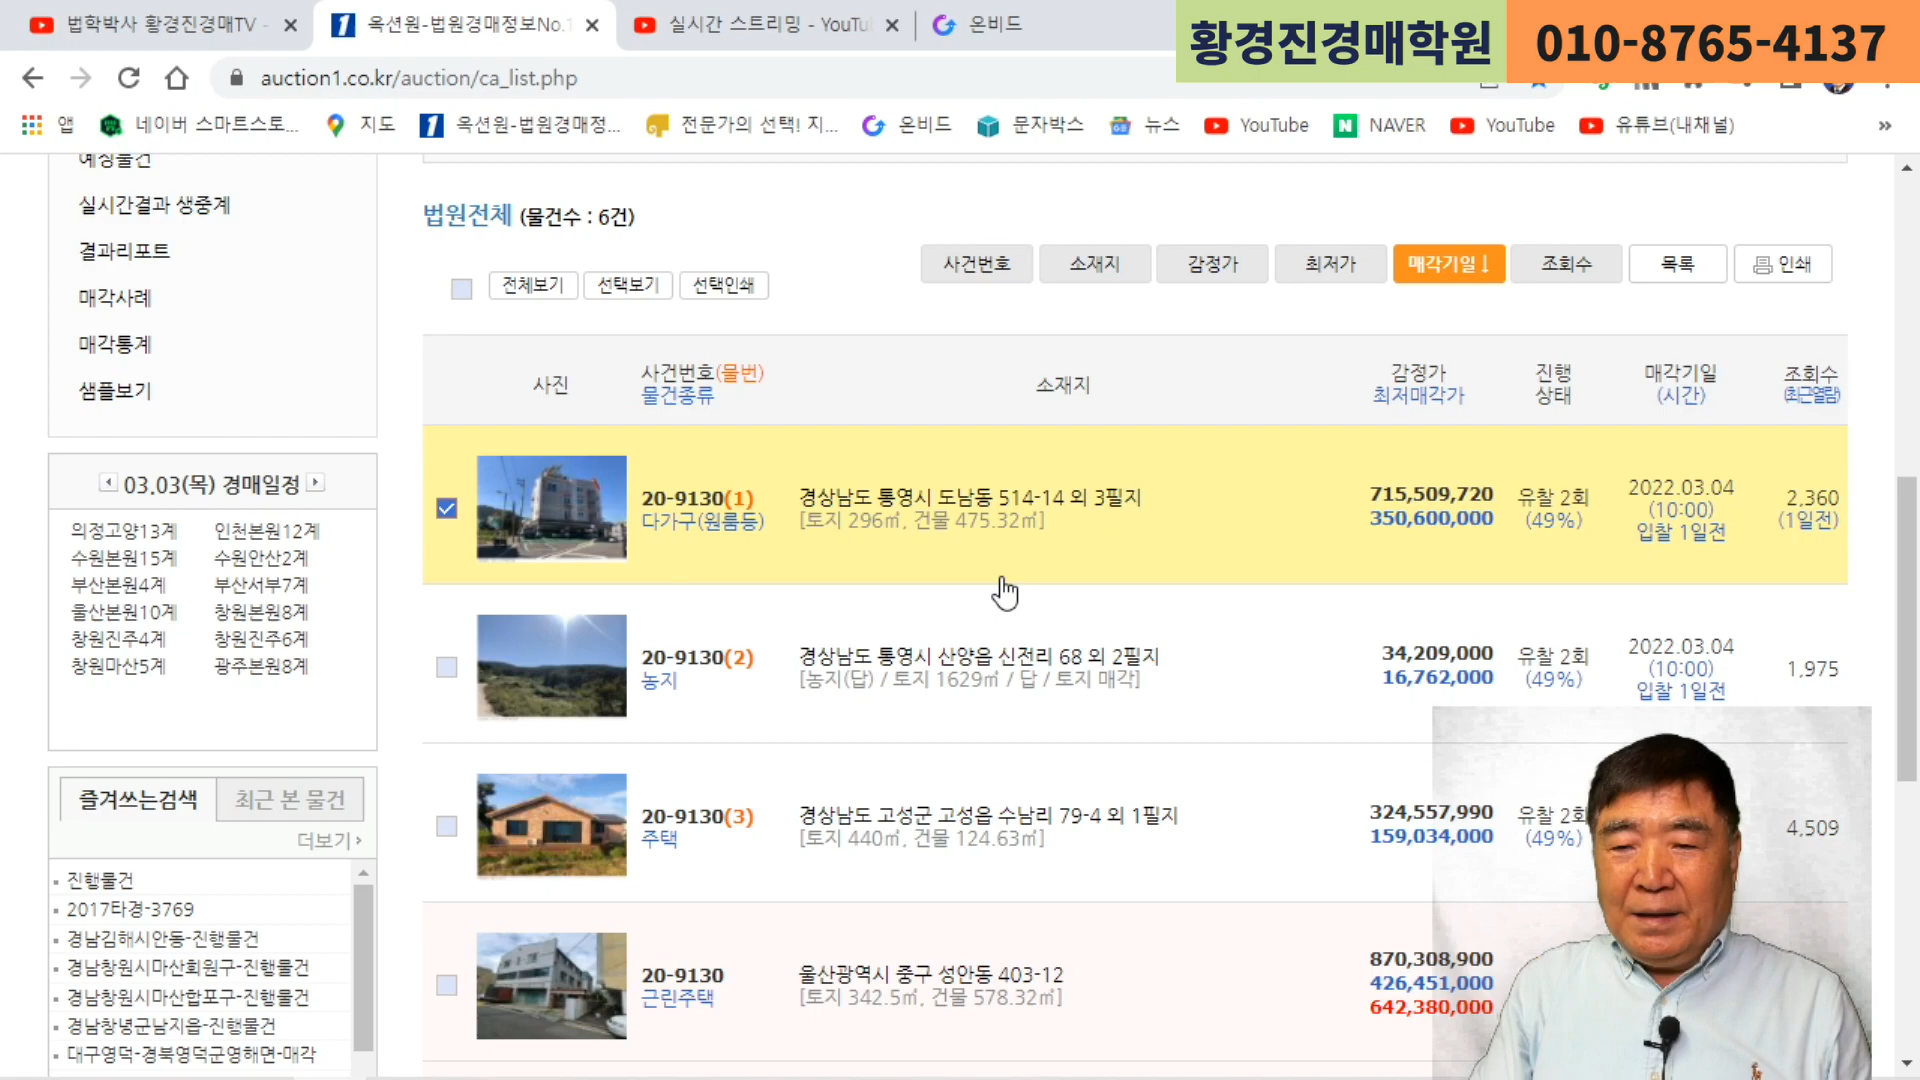 법학박사 황경진경매TV -
옥션원-법원경매정보No.1
실시간 스트리밍 - YouTu
온비드
황경진경매학원
010-8765-4137
auction1.co.kr/auction/ca_list.php
앱
네이버 스마트스토...
지도
옥션원-법원경매정...
전문가의 선택! 지...
온비드
문자박스
뉴스
YouTube
NAVER
YouTube
유튜브(내채널)
»
예정물건
실시간결과 생중계
결과리포트
매각사례
매각통계
샘플보기
03.03(목) 경매일정
의정고양13계 인천본원12계
수원본원15계 수원안산2계
부산본원4계 부산서부7계
울산본원10계 창원본원8계
창원진주4계 창원진주6계
창원마산5계 광주본원8계
즐겨쓰는검색 최근 본 물건
더보기 ›
진행물건
2017타경-3769
경남김해시안동-진행물건
경남창원시마산회원구-진행물건
경남창원시마산합포구-진행물건
경남창녕군남지읍-진행물건
대구영덕-경북영덕군영해면-매각
법원전체 (물건수 : 6건)
전체보기 선택보기 선택인쇄
사건번호 소재지 감정가 최저가 매각기일↓ 조회수 목록 인쇄
사진
사건번호(물번)
물건종류
소재지
감정가
최저매각가
진행
상태
매각기일
(시간)
조회수
(최근열람)
20-9130(1)
다가구(원룸등)
경상남도 통영시 도남동 514-14 외 3필지
[토지 296㎡, 건물 475.32㎡]
715,509,720
350,600,000
유찰 2회
(49%)
2022.03.04
(10:00)
입찰 1일전
2,360
(1일전)
20-9130(2)
농지
경상남도 통영시 산양읍 신전리 68 외 2필지
[농지(답) / 토지 1629㎡ / 답 / 토지 매각]
34,209,000
16,762,000
유찰 2회
(49%)
2022.03.04
(10:00)
입찰 1일전
1,975
20-9130(3)
주택
경상남도 고성군 고성읍 수남리 79-4 외 1필지
[토지 440㎡, 건물 124.63㎡]
324,557,990
159,034,000
유찰 2회
(49%)
4,509
20-9130
근린주택
울산광역시 중구 성안동 403-12
[토지 342.5㎡, 건물 578.32㎡]
870,308,900
426,451,000
642,380,000